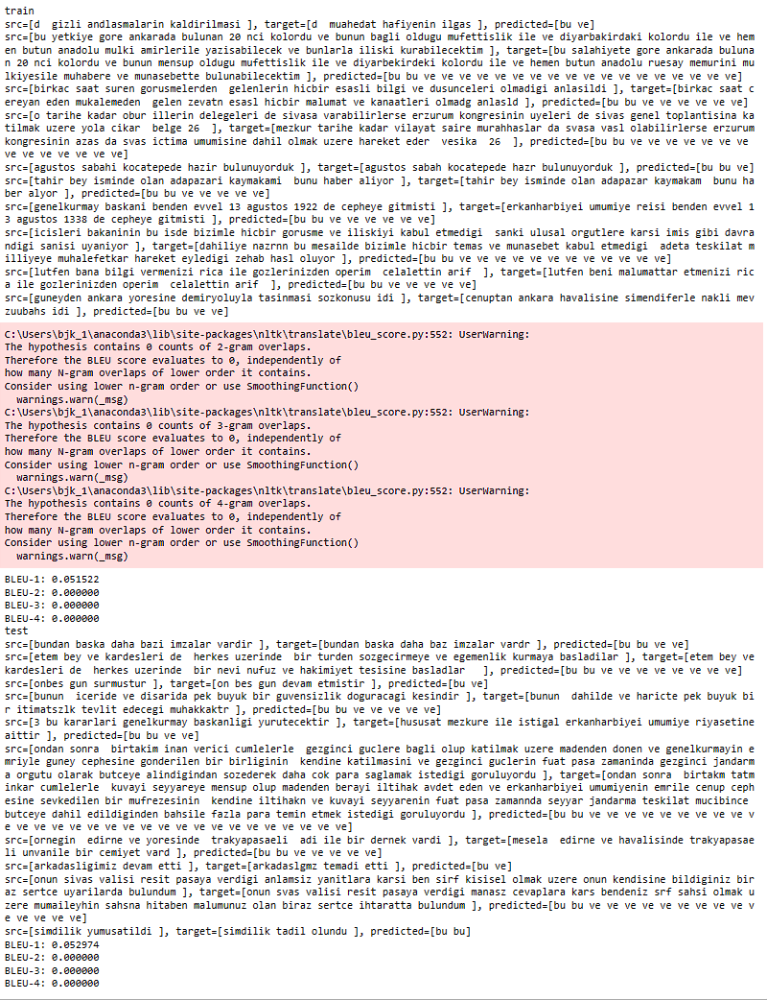 train
src=[d  gizli andlasmalarin kaldirilmasi ], target=[d  muahedat hafiyenin ilgas ], predicted=[bu ve]
src=[bu yetkiye gore ankarada bulunan 20 nci kolordu ve bunun bagli oldugu mufettislik ile ve diyarbakirdaki kolordu ile ve hem
en butun anadolu mulki amirlerile yazisabilecek ve bunlarla iliski kurabilecektim ], target=[bu salahiyete gore ankarada buluna
n 20 nci kolordu ve bunun mensup oldugu mufettislik ile ve diyarbekirdeki kolordu ile ve hemen butun anadolu ruesay memurini mu
lkiyesile muhabere ve munasebette bulunabilecektim ], predicted=[bu bu ve ve ve ve ve ve ve ve ve ve ve ve ve ve ve ve]
src=[birkac saat suren gorusmelerden  gelenlerin hicbir esasli bilgi ve dusunceleri olmadigi anlasildi ], target=[birkac saat c
ereyan eden mukalemeden  gelen zevatn esasl hicbir malumat ve kanaatleri olmadg anlasld ], predicted=[bu bu ve ve ve ve ve ve]
src=[o tarihe kadar obur illerin delegeleri de sivasa varabilirlerse erzurum kongresinin uyeleri de sivas genel toplantisina ka
tilmak uzere yola cikar  belge 26  ], target=[mezkur tarihe kadar vilayat saire murahhaslar da svasa vasl olabilirlerse erzurum
kongresinin azas da svas ictima umumisine dahil olmak uzere hareket eder  vesika  26  ], predicted=[bu bu ve ve ve ve ve ve ve
ve ve ve ve ve ve ve]
src=[agustos sabahi kocatepede hazir bulunuyorduk ], target=[agustos sabah kocatepede hazr bulunuyorduk ], predicted=[bu bu ve]
src=[tahir bey isminde olan adapazari kaymakami  bunu haber aliyor ], target=[tahir bey isminde olan adapazar kaymakam  bunu ha
ber alyor ], predicted=[bu bu ve ve ve ve ve]
src=[genelkurmay baskani benden evvel 13 agustos 1922 de cepheye gitmisti ], target=[erkanharbiyei umumiye reisi benden evvel 1
3 agustos 1338 de cepheye gitmisti ], predicted=[bu bu ve ve ve ve ve ve]
src=[icisleri bakaninin bu isde bizimle hicbir gorusme ve iliskiyi kabul etmedigi  sanki ulusal orgutlere karsi imis gibi davra
ndigi sanisi uyaniyor ], target=[dahiliye nazrnn bu mesailde bizimle hicbir temas ve munasebet kabul etmedigi  adeta teskilat m
illiyeye muhalefetkar hareket eyledigi zehab hasl oluyor ], predicted=[bu bu ve ve ve ve ve ve ve ve ve ve ve ve]
src=[lutfen bana bilgi vermenizi rica ile gozlerinizden operim  celalettin arif  ], target=[lutfen beni malumattar etmenizi ric
a ile gozlerinizden operim  celalettin arif  ], predicted=[bu bu ve ve ve ve ve ve]
src=[guneyden ankara yoresine demiryoluyla tasinmasi sozkonusu idi ], target=[cenuptan ankara havalisine simendiferle nakli mev
zuubahs idi ], predicted=[bu bu ve ve]
C:\Users\bjk_1\anaconda3\lib\site-packages\nltk\translate\bleu_score.py:552: UserWarning:
The hypothesis contains 0 counts of 2-gram overlaps.
Therefore the BLEU score evaluates to 0, independently of
how many N-gram overlaps of lower order it contains.
Consider using lower n-gram order or use SmoothingFunction()
  warnings.warn(_msg)
C:\Users\bjk_1\anaconda3\lib\site-packages\nltk\translate\bleu_score.py:552: UserWarning:
The hypothesis contains 0 counts of 3-gram overlaps.
Therefore the BLEU score evaluates to 0, independently of
how many N-gram overlaps of lower order it contains.
Consider using lower n-gram order or use SmoothingFunction()
  warnings.warn(_msg)
C:\Users\bjk_1\anaconda3\lib\site-packages\nltk\translate\bleu_score.py:552: UserWarning:
The hypothesis contains 0 counts of 4-gram overlaps.
Therefore the BLEU score evaluates to 0, independently of
how many N-gram overlaps of lower order it contains.
Consider using lower n-gram order or use SmoothingFunction()
  warnings.warn(_msg)
BLEU-1: 0.051522
BLEU-2: 0.000000
BLEU-3: 0.000000
BLEU-4: 0.000000
test
src=[bundan baska daha bazi imzalar vardir ], target=[bundan baska daha baz imzalar vardr ], predicted=[bu bu ve ve]
src=[etem bey ve kardesleri de  herkes uzerinde  bir turden sozgecirmeye ve egemenlik kurmaya basladilar ], target=[etem bey ve
kardesleri de  herkes uzerinde  bir nevi nufuz ve hakimiyet tesisine basladlar   ], predicted=[bu bu ve ve ve ve ve ve ve]
src=[onbes gun surmustur ], target=[on bes gun devam etmistir ], predicted=[bu ve]
src=[bunun  iceride ve disarida pek buyuk bir guvensizlik doguracagi kesindir ], target=[bunun  dahilde ve haricte pek buyuk bi
r itimatszlk tevlit edecegi muhakkaktr ], predicted=[bu bu ve ve ve ve ve]
src=[3 bu kararlari genelkurmay baskanligi yurutecektir ], target=[hususat mezkure ile istigal erkanharbiyei umumiye riyasetine
aittir ], predicted=[bu bu ve ve]
src=[ondan sonra  birtakim inan verici cumlelerle  gezginci guclere bagli olup katilmak uzere madenden donen ve genelkurmayin e
mriyle guney cephesine gonderilen bir birliginin  kendine katilmasini ve gezginci guclerin fuat pasa zamaninda gezginci jandarm
a orgutu olarak butceye alindigindan sozederek daha cok para saglamak istedigi goruluyordu ], target=[ondan sonra  birtakm tatm
inkar cumlelerle  kuvayi seyyareye mensup olup madenden berayi iltihak avdet eden ve erkanharbiyei umumiyenin emrile cenup ceph
esine sevkedilen bir mufrezesinin  kendine iltihakn ve kuvayi seyyarenin fuat pasa zamannda seyyar jandarma teskilat mucibince
butceye dahil edildiginden bahsile fazla para temin etmek istedigi goruluyordu ], predicted=[bu bu ve ve ve ve ve ve ve ve ve v
e ve ve ve ve ve ve ve ve ve ve ve ve ve ve ve ve ve ve]
src=[ornegin  edirne ve yoresinde  trakyapasaeli  adi ile bir dernek vardi ], target=[mesela  edirne ve havalisinde trakyapasae
li unvanile bir cemiyet vard ], predicted=[bu bu ve ve ve ve ve]
src=[arkadasligimiz devam etti ], target=[arkadaslgmz temadi etti ], predicted=[bu ve]
src=[onun sivas valisi resit pasaya verdigi anlamsiz yanitlara karsi ben sirf kisisel olmak uzere onun kendisine bildiginiz bir
az sertce uyarilarda bulundum ], target=[onun svas valisi resit pasaya verdigi manasz cevaplara kars bendeniz srf sahsi olmak u
zere mumaileyhin sahsna hitaben malumunuz olan biraz sertce ihtaratta bulundum ], predicted=[bu bu ve ve ve ve ve ve ve ve ve v
e ve ve ve ve]
src=[simdilik yumusatildi ], target=[simdilik tadil olundu ], predicted=[bu bu]
BLEU-1: 0.052974
BLEU-2: 0.000000
BLEU-3: 0.000000
BLEU-4: 0.000000